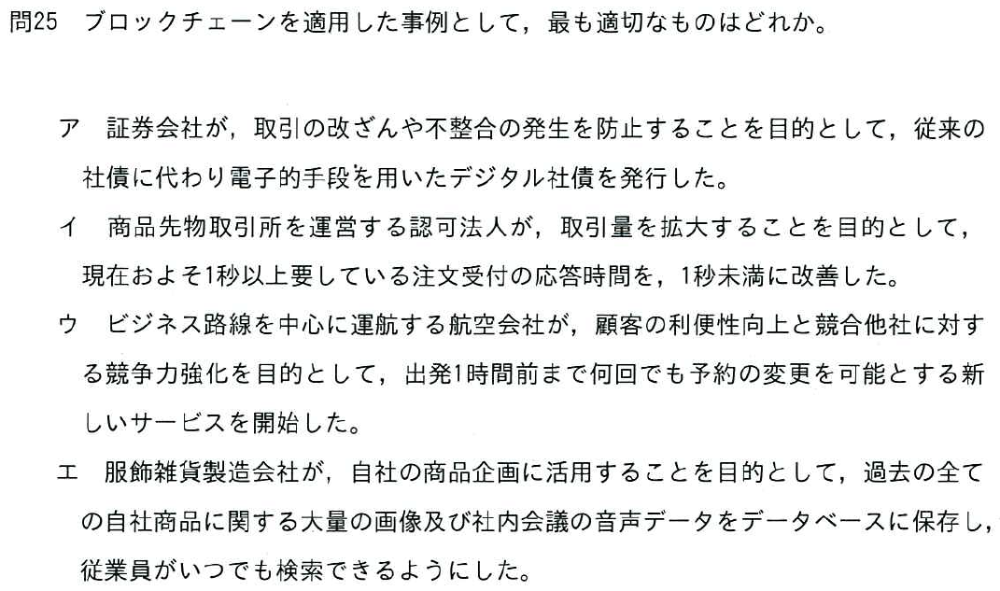 問25　ブロックチェーンを適用した事例として，最も適切なものはどれか。
ア　証券会社が，取引の改ざんや不整合の発生を防止することを目的として，従来の
社債に代わり電子的手段を用いたデジタル社債を発行した。
イ　商品先物取引所を運営する認可法人が，取引量を拡大することを目的として，
現在およそ1秒以上要している注文受付の応答時間を，1秒未満に改善した。
ウ　ビジネス路線を中心に運航する航空会社が，顧客の利便性向上と競合他社に対す
る競争力強化を目的として，出発1時間前まで何回でも予約の変更を可能とする新
しいサービスを開始した。
エ　服飾雑貨製造会社が，自社の商品企画に活用することを目的として，過去の全て
の自社商品に関する大量の画像及び社内会議の音声データをデータベースに保存し，
従業員がいつでも検索できるようにした。